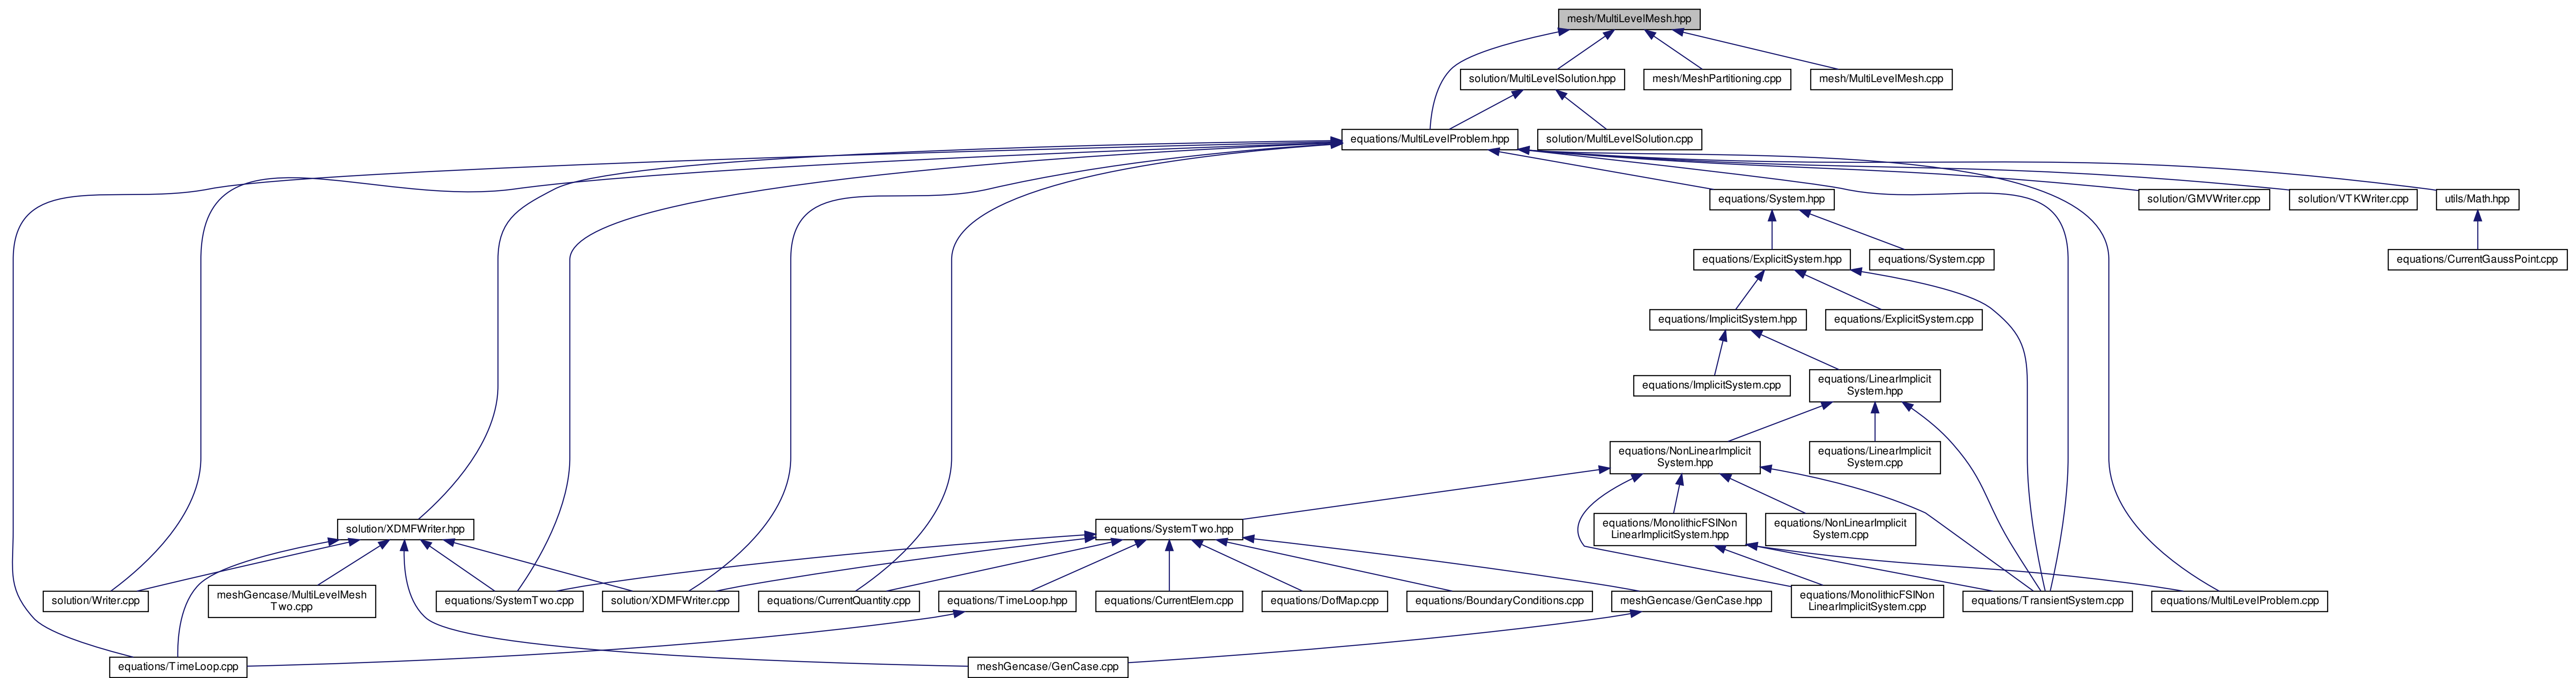 mesh/MultiLevelMesh.hpp
solution/MultiLevelSolution.hpp
mesh/MeshPartitioning.cpp
mesh/MultiLevelMesh.cpp
equations/MultiLevelProblem.hpp
solution/MultiLevelSolution.cpp
equations/System.hpp
solution/GMVWriter.cpp
solution/VTKWriter.cpp
utils/Math.hpp
equations/ExplicitSystem.hpp
equations/System.cpp
equations/CurrentGaussPoint.cpp
equations/ImplicitSystem.hpp
equations/ExplicitSystem.cpp
equations/ImplicitSystem.cpp
equations/LinearImplicit
System.hpp
equations/NonLinearImplicit
System.hpp
equations/LinearImplicit
System.cpp
solution/XDMFWriter.hpp
equations/SystemTwo.hpp
equations/MonolithicFSINon
LinearImplicitSystem.hpp
equations/NonLinearImplicit
System.cpp
solution/Writer.cpp
meshGencase/MultiLevelMesh
Two.cpp
equations/SystemTwo.cpp
solution/XDMFWriter.cpp
equations/CurrentQuantity.cpp
equations/TimeLoop.hpp
equations/CurrentElem.cpp
equations/DofMap.cpp
equations/BoundaryConditions.cpp
meshGencase/GenCase.hpp
equations/MonolithicFSINon
LinearImplicitSystem.cpp
equations/TransientSystem.cpp
equations/MultiLevelProblem.cpp
equations/TimeLoop.cpp
meshGencase/GenCase.cpp